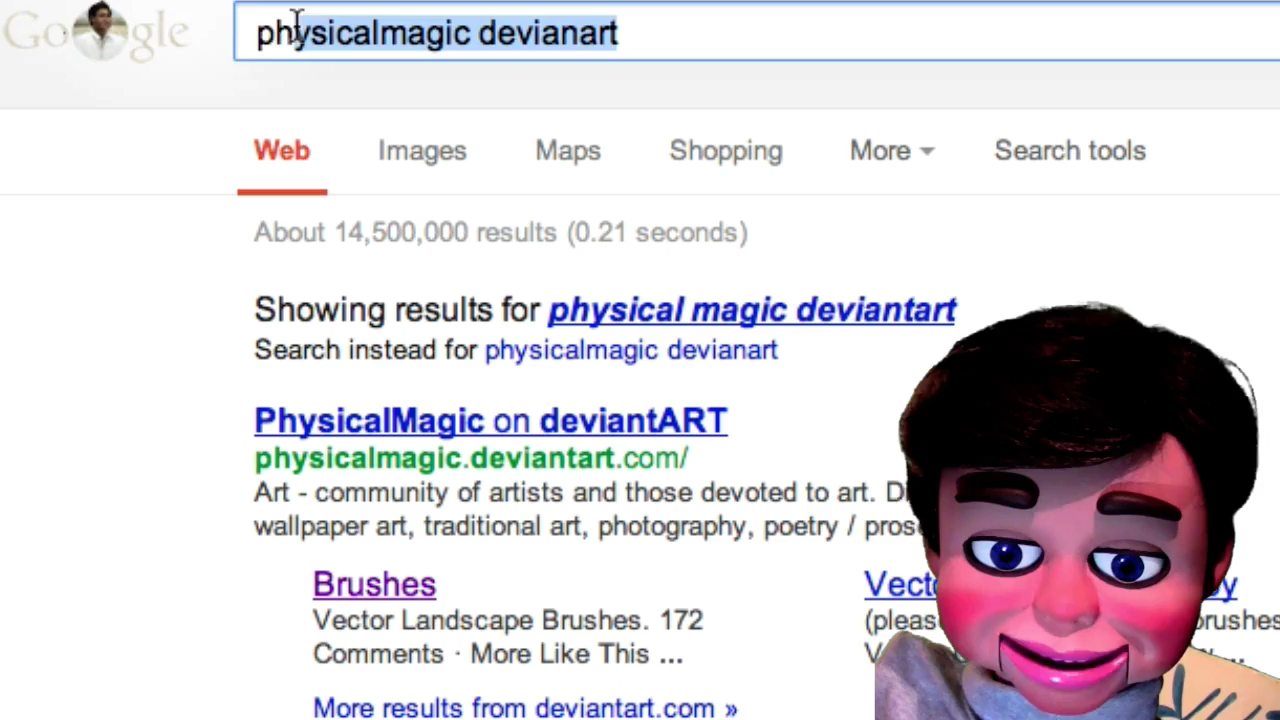 Google
physicalmagic devianart
Web Images Maps Shopping More Search tools
About 14,500,000 results (0.21 seconds)
Showing results for physical magic deviantart
Search instead for physicalmagic devianart
PhysicalMagic on deviantART
physicalmagic.deviantart.com/
Art - community of artists and those devoted to art.
wallpaper art, traditional art, photography, poetry /
Brushes
Vector Landscape Brushes. 172
Comments · More Like This ...
More results from deviantart.com »